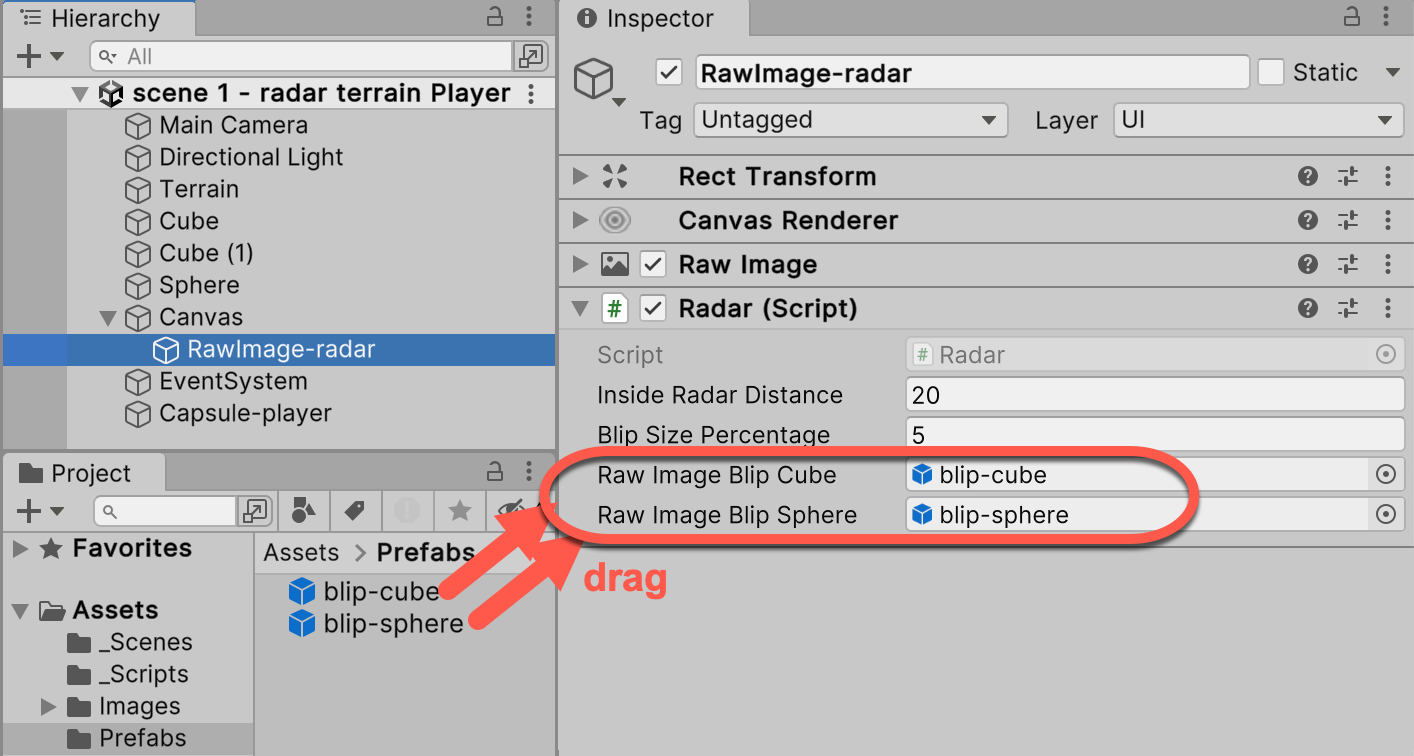 Hierarchy
All
scene 1 - radar terrain Player
Main Camera
Directional Light
Terrain
Cube
Cube (1)
Sphere
Canvas
RawImage-radar
EventSystem
Capsule-player
Project
Favorites
Assets
_Scenes
_Scripts
Images
Prefabs
Assets > Prefabs
blip-cube
blip-sphere
Inspector
RawImage-radar Static
Tag Untagged Layer UI
Rect Transform
Canvas Renderer
Raw Image
# Radar (Script)
Script # Radar
Inside Radar Distance 20
Blip Size Percentage 5
Raw Image Blip Cube blip-cube
Raw Image Blip Sphere blip-sphere
drag